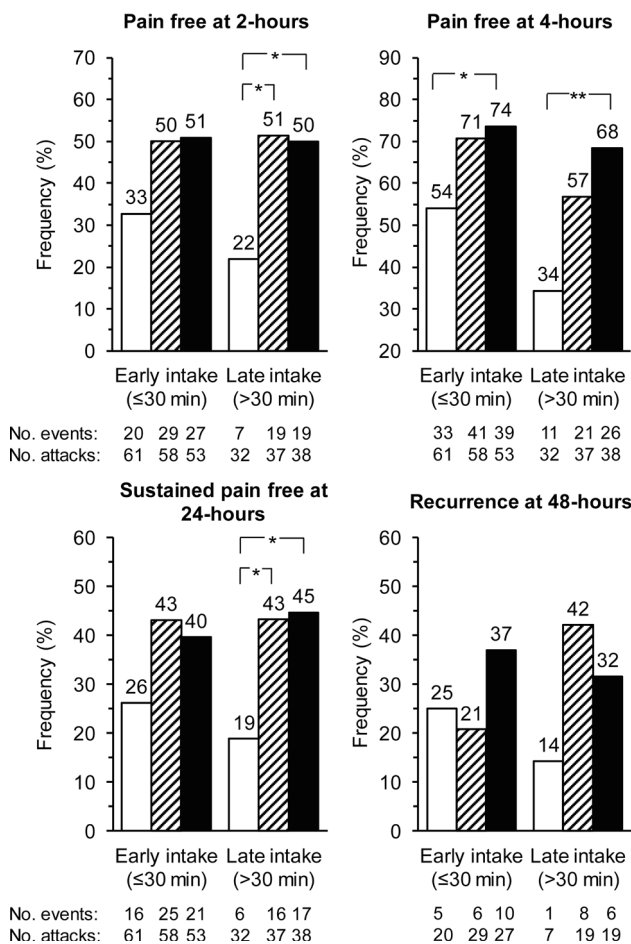 Pain free at 2-hours
Frequency (%)
70
60
50
40
30
20
10
0
33
50
51
22
51
50
*
*
Early intake
(≤30 min)
Late intake
(>30 min)
No. events: 20 29 27 7 19 19
No. attacks: 61 58 53 32 37 38
Pain free at 4-hours
Frequency (%)
90
80
70
60
50
40
30
20
54
71
74
34
57
68
*
**
Early intake
(≤30 min)
Late intake
(>30 min)
33 41 39 11 21 26
61 58 53 32 37 38
Sustained pain free at
24-hours
Frequency (%)
60
50
40
30
20
10
0
26
43
40
19
43
45
*
*
Early intake
(≤30 min)
Late intake
(>30 min)
No. events: 16 25 21 6 16 17
No. attacks: 61 58 53 32 37 38
Recurrence at 48-hours
Frequency (%)
60
50
40
30
20
10
0
25
21
37
14
42
32
Early intake
(≤30 min)
Late intake
(>30 min)
5 6 10 1 8 6
20 29 27 7 19 19